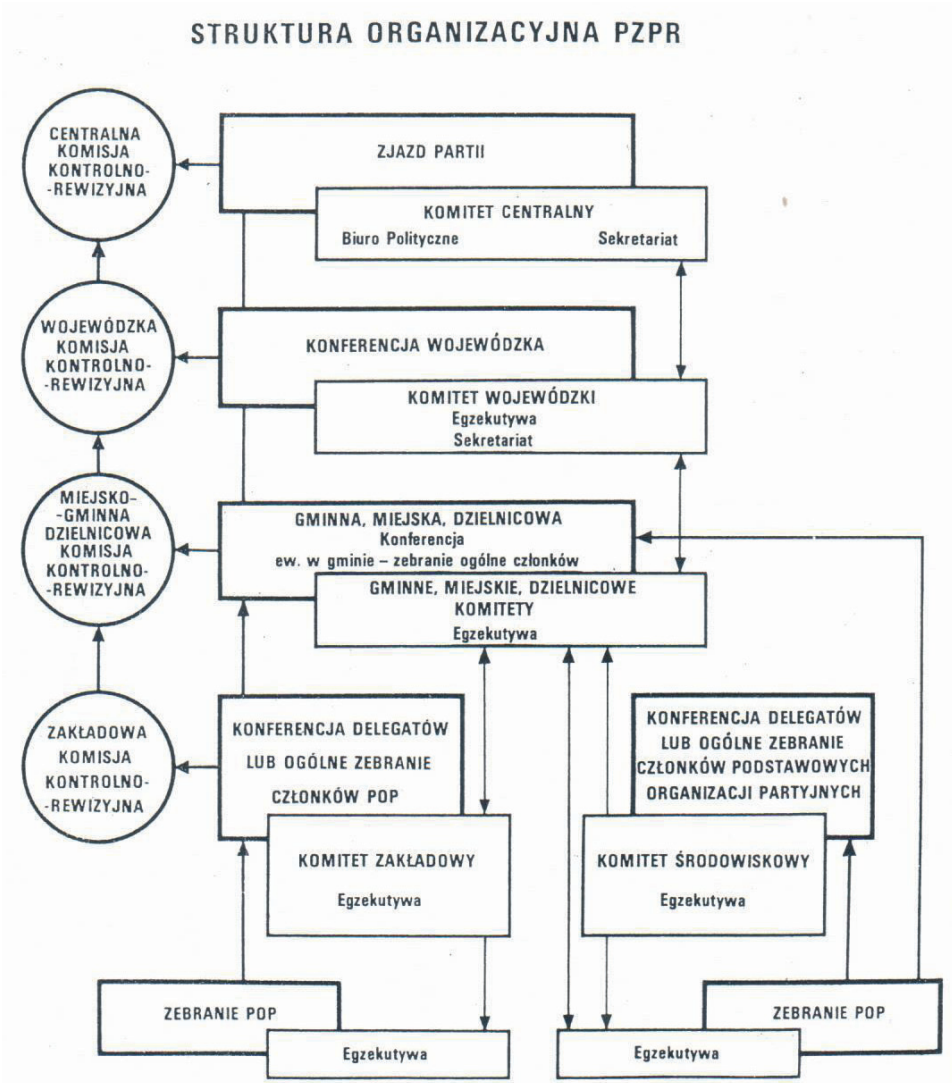 STRUKTURA ORGANIZACYJNA PZPR
CENTRALNA
KOMISJA
KONTROLNO-
-REWIZYJNA
ZJAZD PARTII
KOMITET CENTRALNY
Biuro Polityczne Sekretariat
WOJEWÓDZKA
KOMISJA
KONTROLNO-
-REWIZYJNA
KONFERENCJA WOJEWÓDZKA
KOMITET WOJEWÓDZKI
Egzekutywa
Sekretariat
MIEJSKO-
-GMINNA
DZIELNICOWA
KOMISJA
KONTROLNO-
-REWIZYJNA
GMINNA, MIEJSKA, DZIELNICOWA
Konferencja
ew. w gminie – zebranie ogólne członków
GMINNE, MIEJSKIE, DZIELNICOWE
KOMITETY
Egzekutywa
ZAKŁADOWA
KOMISJA
KONTROLNO-
-REWIZYJNA
KONFERENCJA DELEGATÓW
LUB OGÓLNE ZEBRANIE
CZŁONKÓW POP
KOMITET ZAKŁADOWY
Egzekutywa
KONFERENCJA DELEGATÓW
LUB OGÓLNE ZEBRANIE
CZŁONKÓW PODSTAWOWYCH
ORGANIZACJI PARTYJNYCH
KOMITET ŚRODOWISKOWY
Egzekutywa
ZEBRANIE POP
Egzekutywa
ZEBRANIE POP
Egzekutywa